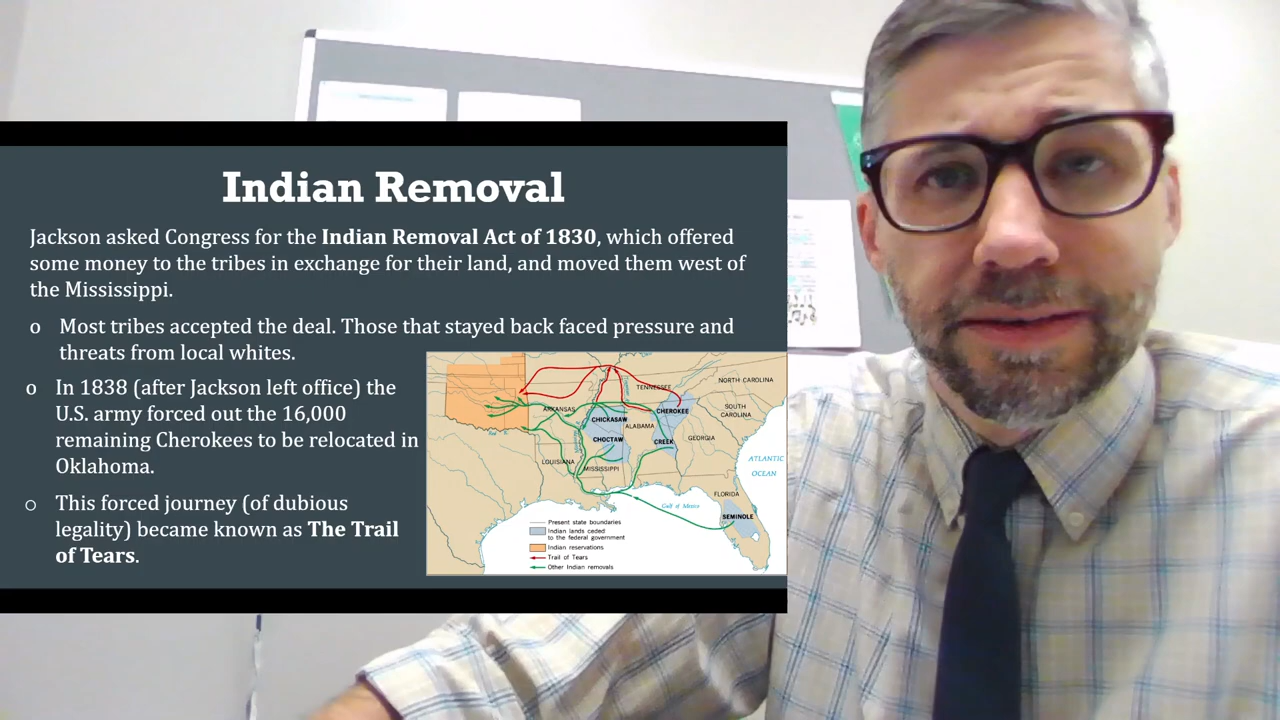 Indian Removal
Jackson asked Congress for the Indian Removal Act of 1830, which offered
some money to the tribes in exchange for their land, and moved them west of
the Mississippi.
o Most tribes accepted the deal. Those that stayed back faced pressure and
threats from local whites.
o In 1838 (after Jackson left office) the
U.S. army forced out the 16,000
remaining Cherokees to be relocated in
Oklahoma.
o This forced journey (of dubious
legality) became known as The Trail
of Tears.
TENNESSEE
NORTH CAROLINA
ARKANSAS
CHICKASAW
CHEROKEE
SOUTH
CAROLINA
ALABAMA
CHOCTAW
CREEK
GEORGIA
LOUISIANA
MISSISSIPPI
ATLANTIC
OCEAN
FLORIDA
Gulf of Mexico
SEMINOLE
Present state boundaries
Indian lands ceded
to the federal government
Indian reservations
Trail of Tears
Other Indian removals